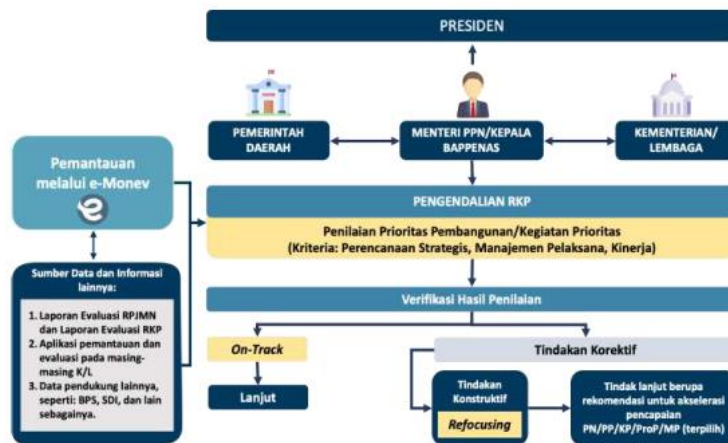 PRESIDEN
PEMERINTAH
DAERAH
MENTERI PPN/KEPALA
BAPPENAS
KEMENTERIAN/
LEMBAGA
Pemantauan
melalui e-Monev
e
Sumber Data dan Informasi
lainnya:
1. Laporan Evaluasi RPJMN
dan Laporan Evaluasi RKP
2. Aplikasi pemantauan dan
evaluasi pada masing-
masing K/L
3. Data pendukung lainnya,
seperti: BPS, SDI, dan lain
sebagainya.
PENGENDALIAN RKP
Penilaian Prioritas Pembangunan/Kegiatan Prioritas
(Kriteria: Perencanaan Strategis, Manajemen Pelaksana, Kinerja)
Verifikasi Hasil Penilaian
On-Track
Lanjut
Tindakan Korektif
Tindakan
Konstruktif
Refocusing
Tindak lanjut berupa
rekomendasi untuk akselerasi
pencapaian
PN/PP/KP/ProP/MP (terpilih)